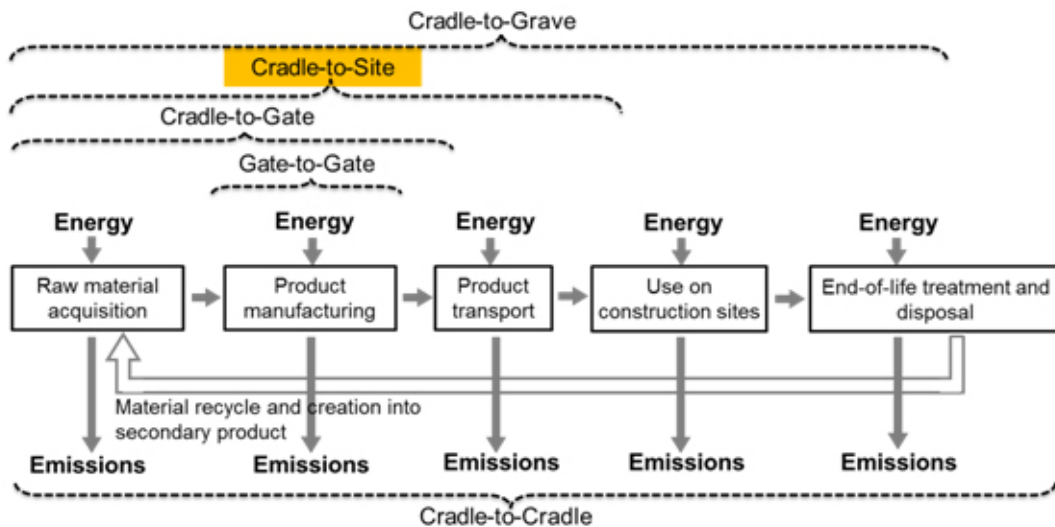 Cradle-to-Grave
Cradle-to-Site
Cradle-to-Gate
Gate-to-Gate
Energy Energy Energy Energy Energy
Raw material
acquisition
Product
manufacturing
Product
transport
Use on
construction sites
End-of-life treatment and
disposal
Material recycle and creation into
secondary product
Emissions Emissions Emissions Emissions Emissions
Cradle-to-Cradle